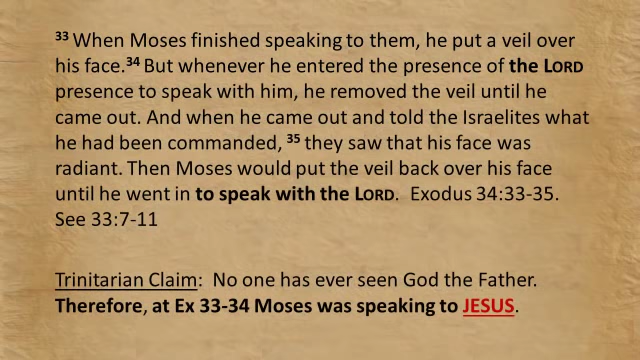 33 When Moses finished speaking to them, he put a veil over
his face.34 But whenever he entered the presence of the LORD
presence to speak with him, he removed the veil until he
came out. And when he came out and told the Israelites what
he had been commanded, 35 they saw that his face was
radiant. Then Moses would put the veil back over his face
until he went in to speak with the LORD. Exodus 34:33-35.
See 33:7-11
Trinitarian Claim: No one has ever seen God the Father.
Therefore, at Ex 33-34 Moses was speaking to JESUS.